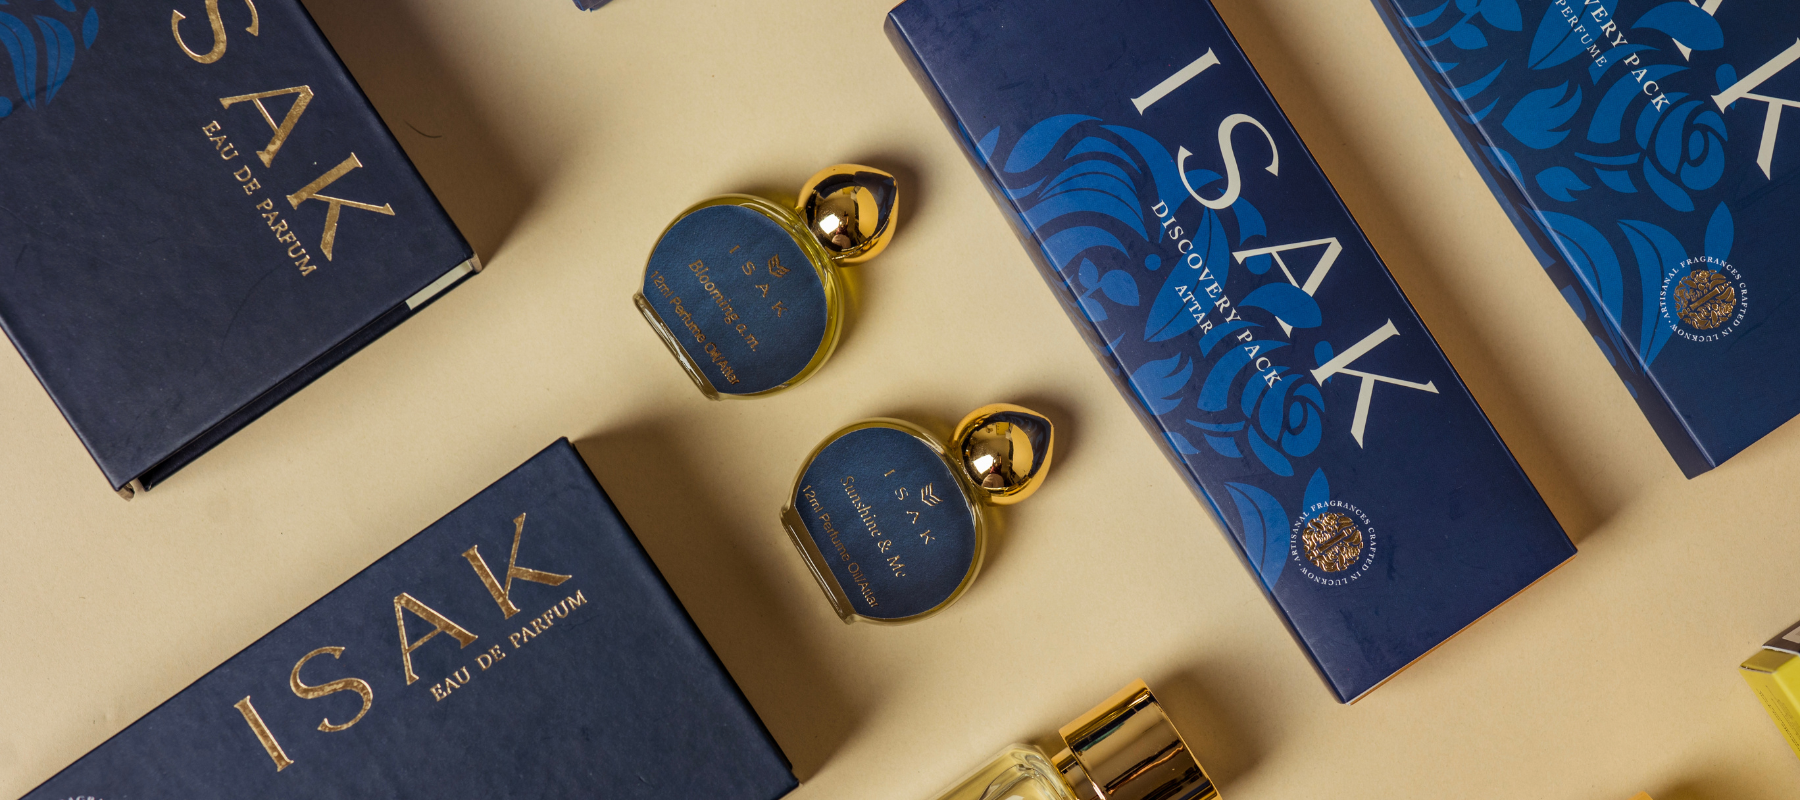 ISAK
EAU DE PARFUM
ISAK
EAU DE PARFUM
ISAK
Blooming a.m.
12ml Perfume Oil/Attar
ISAK
Sunshine & Me
12ml Perfume Oil/Attar
ISAK
DISCOVERY PACK
ATTAR
ARTISANAL FRAGRANCES CRAFTED IN LUCKNOW
AK
VERY PACK
PERFUME
ARTISANAL FRAGRANCES CRAFTED IN LUCKNOW